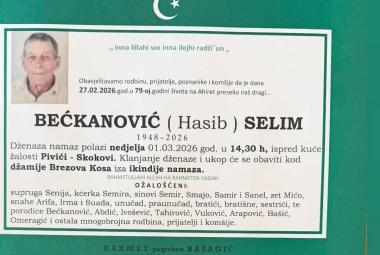 „ inna lillahi we inna ilejhi radži'un „
Obavještavamo rodbinu, prijatelje, poznanike i komšije da je dana
27.02.2026.god.u 79-oj.godini života na Ahiret preselio naš dragi..
BEĆKANOVIĆ ( Hasib ) SELIM
1948-2026
Dženaza namaz polazi nedjelja 01.03.2026 god. u 14,30 h, ispred kuće
žalosti Pivići - Skokovi. Klanjanje dženaze i ukop će se obaviti kod
džamije Brezova Kosa iza ikindije namaza.
RAHMETULLAHI ALLIHI-HA RAHMETEN VASIAH
OŽALOŠĆENI:
supruga Senija, kćerka Semira, sinovi Semir, Smajo, Samir i Sanel, zet Mićo,
snahe Arifa, Irma i Suada, unučad, praunučad, bratići, bratišne, sestrići, te
porodice Bećkanović, Abdić, Ivošević, Tahirović, Vuković, Arapović, Bašić,
Omeragić i ostala mnogobrojna rodbina, prijatelji i komšije.
RAHMET pogrebno BAŠAGIĆ